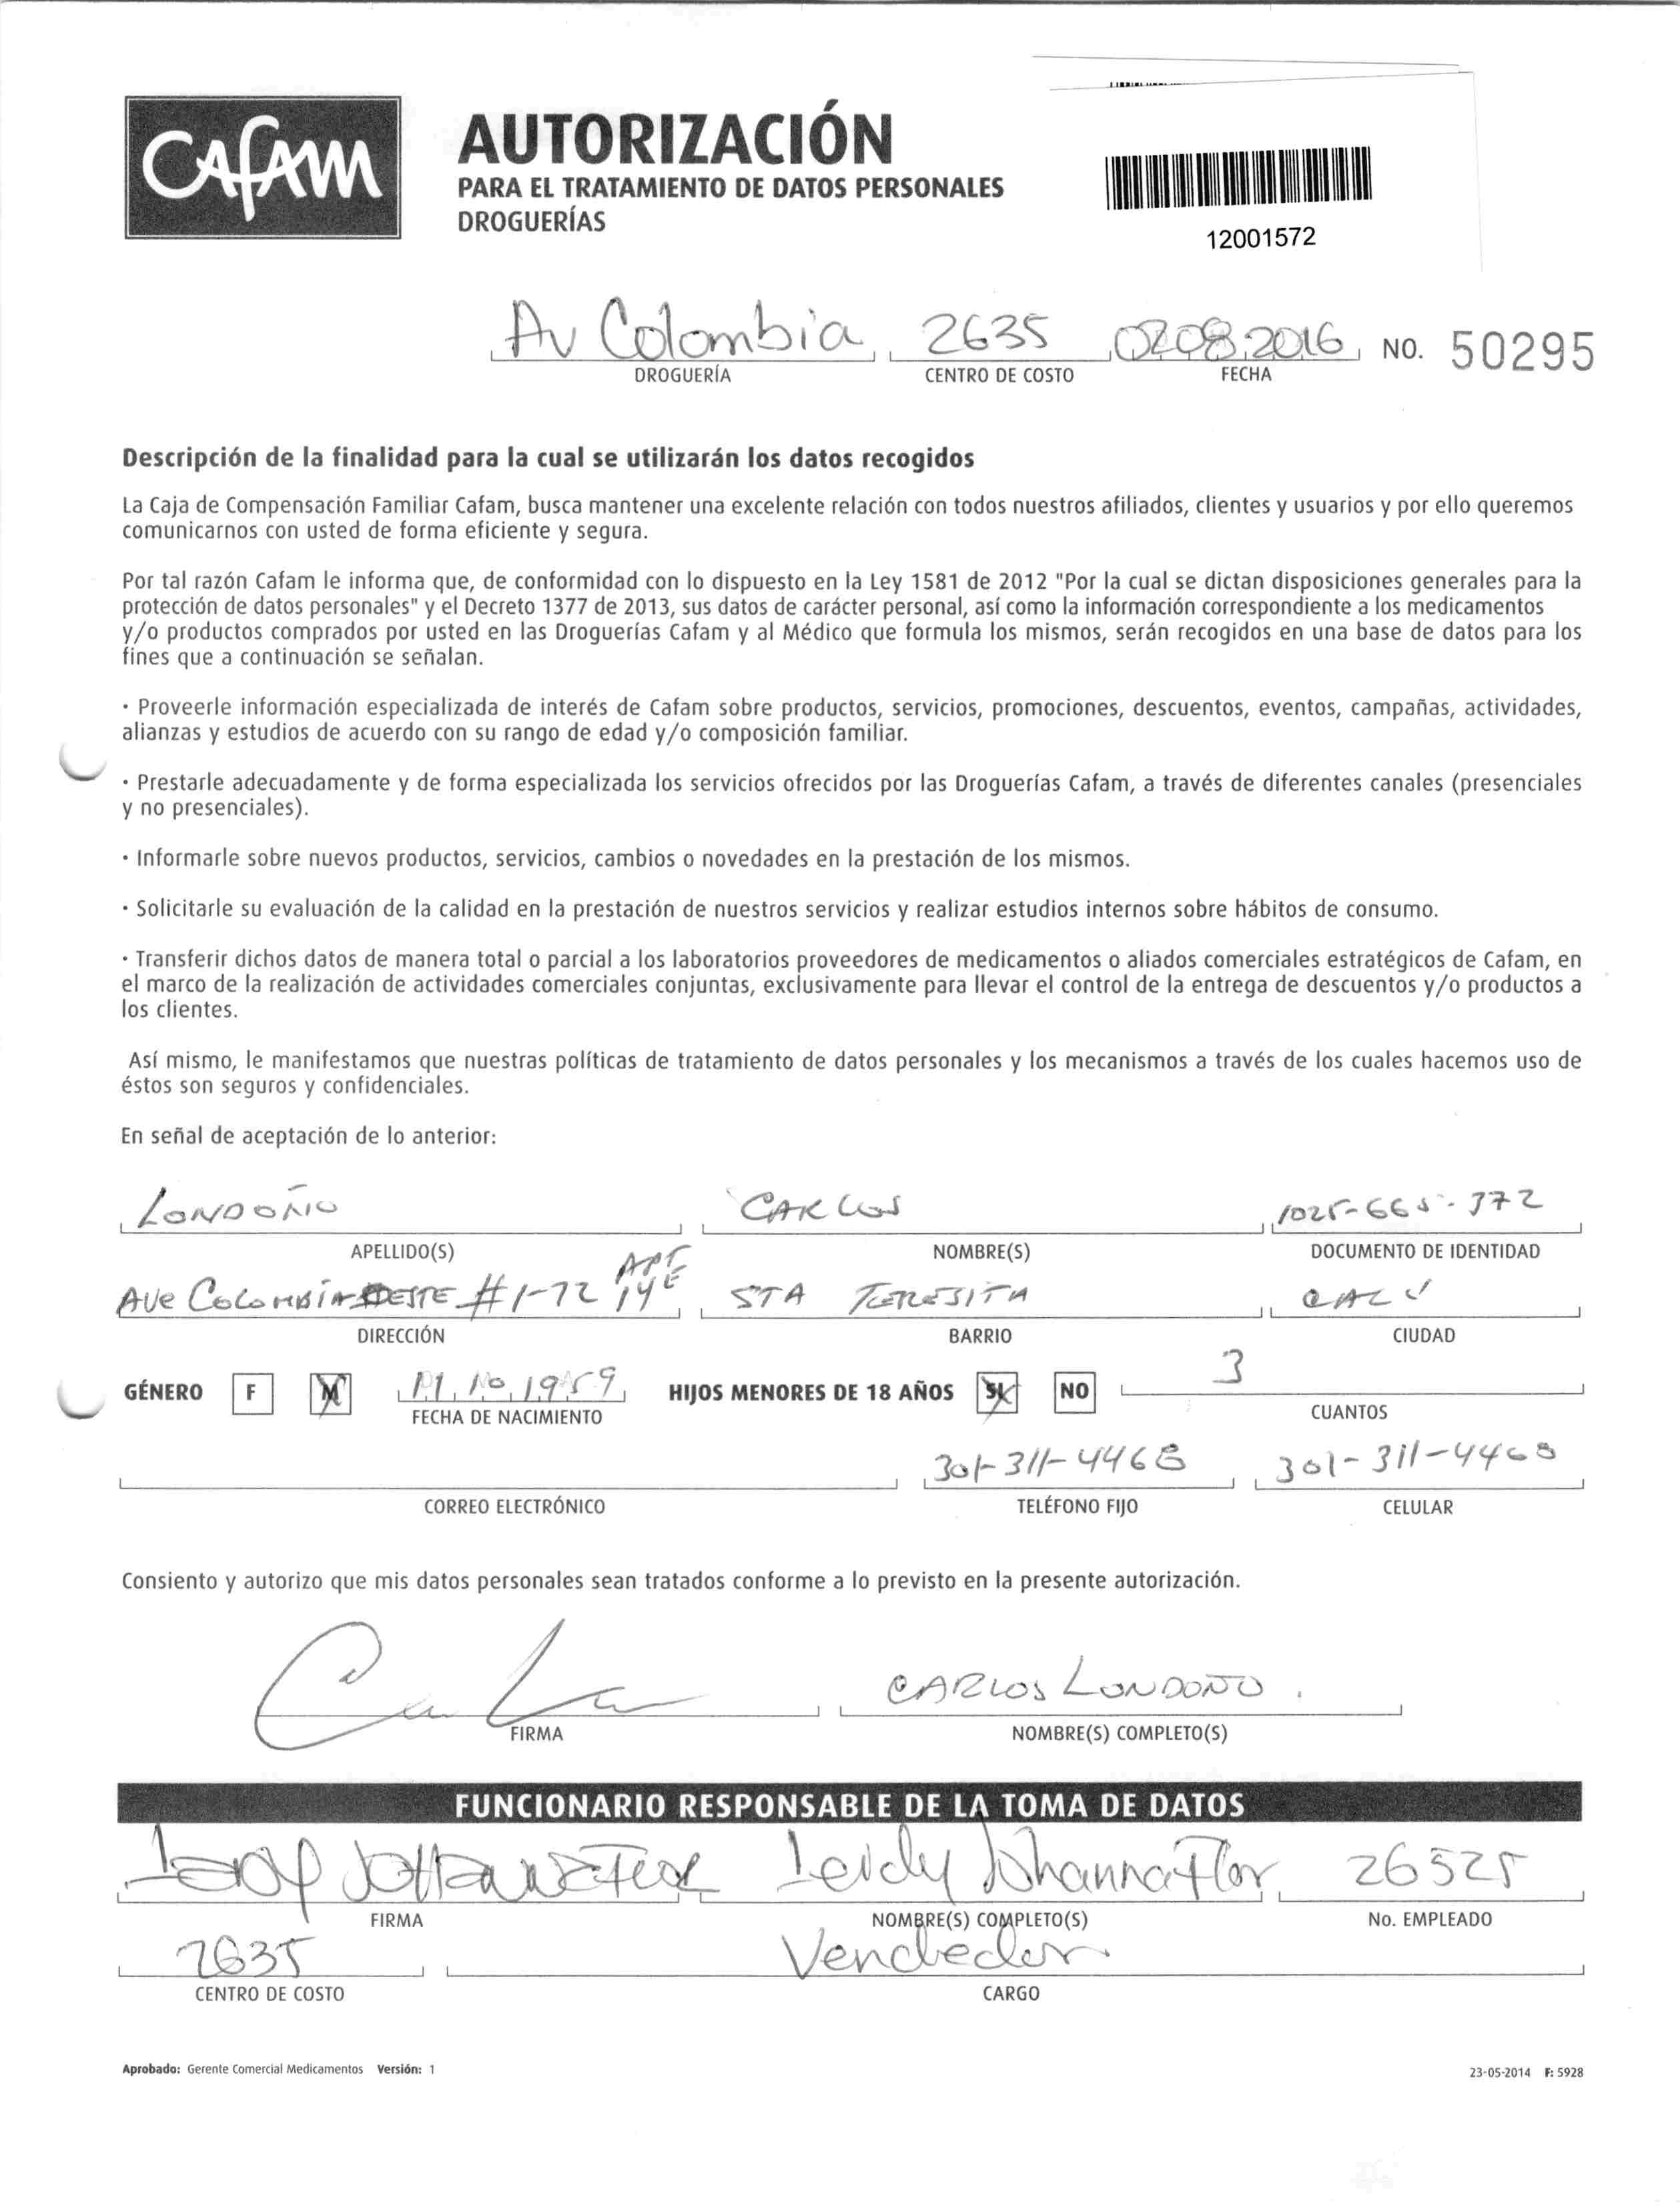 Cafam
AUTORIZACIÓN
PARA EL TRATAMIENTO DE DATOS PERSONALES
DROGUERÍAS
12001572
Av Colombia 2635 02.08.2016 NO. 50295
DROGUERÍA CENTRO DE COSTO FECHA
Descripción de la finalidad para la cual se utilizarán los datos recogidos
La Caja de Compensación Familiar Cafam, busca mantener una excelente relación con todos nuestros afiliados, clientes y usuarios y por ello queremos
comunicarnos con usted de forma eficiente y segura.
Por tal razón Cafam le informa que, de conformidad con lo dispuesto en la Ley 1581 de 2012 "Por la cual se dictan disposiciones generales para la
protección de datos personales" y el Decreto 1377 de 2013, sus datos de carácter personal, así como la información correspondiente a los medicamentos
y/o productos comprados por usted en las Droguerías Cafam y al Médico que formula los mismos, serán recogidos en una base de datos para los
fines que a continuación se señalan.
· Proveerle información especializada de interés de Cafam sobre productos, servicios, promociones, descuentos, eventos, campañas, actividades,
alianzas y estudios de acuerdo con su rango de edad y/o composición familiar.
· Prestarle adecuadamente y de forma especializada los servicios ofrecidos por las Droguerías Cafam, a través de diferentes canales (presenciales
y no presenciales).
· Informarle sobre nuevos productos, servicios, cambios o novedades en la prestación de los mismos.
· Solicitarle su evaluación de la calidad en la prestación de nuestros servicios y realizar estudios internos sobre hábitos de consumo.
· Transferir dichos datos de manera total o parcial a los laboratorios proveedores de medicamentos o aliados comerciales estratégicos de Cafam, en
el marco de la realización de actividades comerciales conjuntas, exclusivamente para llevar el control de la entrega de descuentos y/o productos a
los clientes.
Así mismo, le manifestamos que nuestras políticas de tratamiento de datos personales y los mecanismos a través de los cuales hacemos uso de
éstos son seguros y confidenciales.
En señal de aceptación de lo anterior:
LONDOÑO CARLOS
APELLIDO(S) NOMBRE(S) DOCUMENTO DE IDENTIDAD
AVe COLOMBIA OESTE #1-72 APT 14E STA TERESITA CALI
DIRECCIÓN BARRIO CIUDAD
GÉNERO F M 1959 HIJOS MENORES DE 18 AÑOS SI NO 3
FECHA DE NACIMIENTO CUANTOS
301-311-4468 301-311-4468
CORREO ELECTRÓNICO TELÉFONO FIJO CELULAR
Consiento y autorizo que mis datos personales sean tratados conforme a lo previsto en la presente autorización.
CARLOS LONDOÑO.
FIRMA NOMBRE(S) COMPLETO(S)
FUNCIONARIO RESPONSABLE DE LA TOMA DE DATOS
Leidy Johanna Flor 26525
FIRMA NOMBRE(S) COMPLETO(S) No. EMPLEADO
2635 Vendedor
CENTRO DE COSTO CARGO
Aprobado: Gerente Comercial Medicamentos Versión: 1 23-05-2014 F: 5928